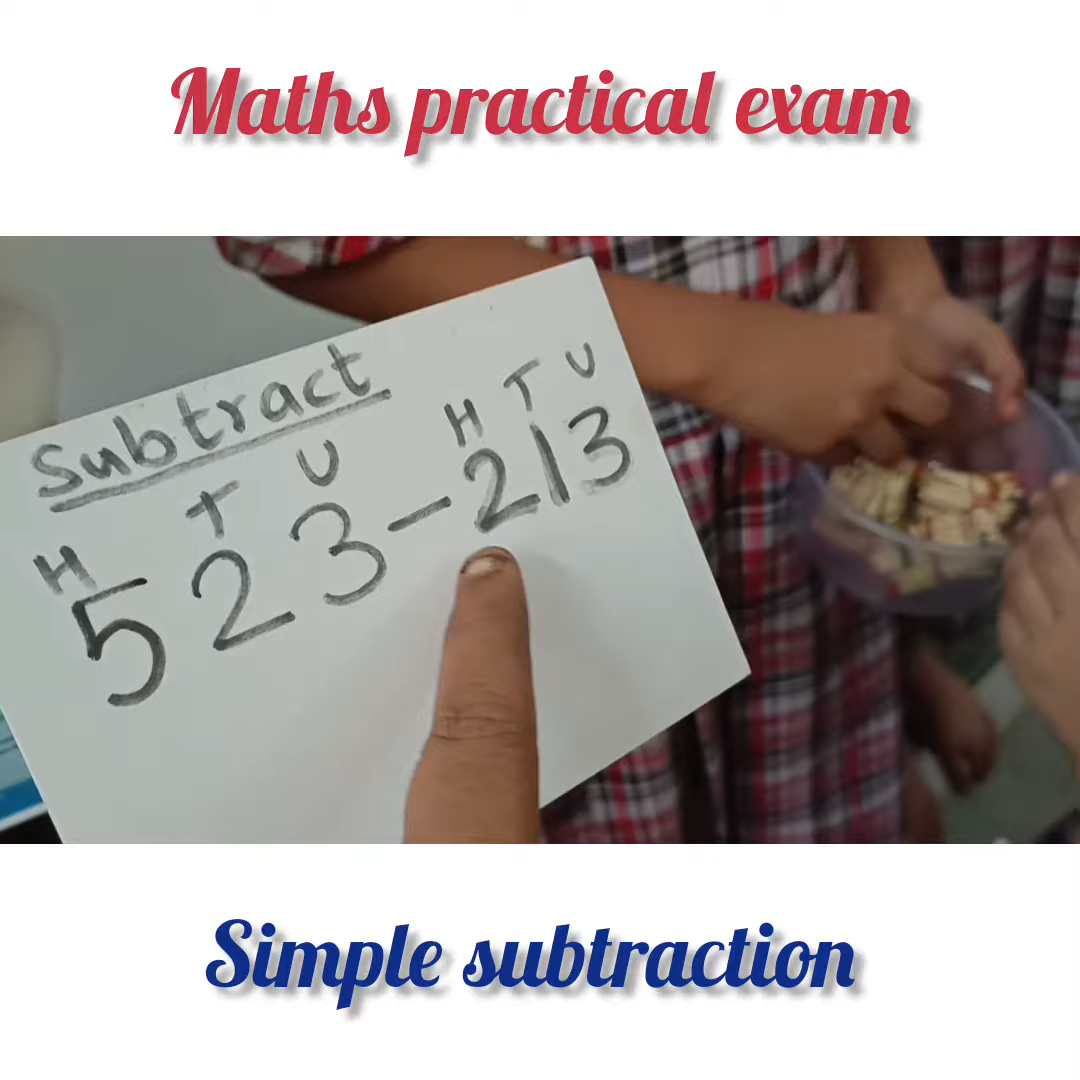 Maths practical exam
Subtract
H T U H T U
523-213
Simple subtraction